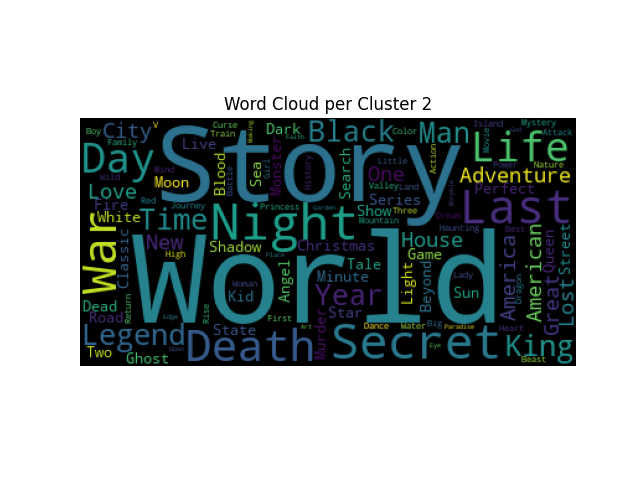 Word Cloud per Cluster 2
Boy City V Curse Train Dark Black Man Color Movie Island God Mystery Attack
Family Live Making Life Nature
Day Story Action Power
Wild Mind Blood Battle Sea Girl Monster History Search Little One Valley Land Adventure
Love Moon Series Perfect
Fire Red Journey Princess Faith Garden Three Dream Last
War White Time Night Show Haunting Best
Classic New Shadow Christmas House American Street
High Place Tale Game America Queen
World Angel Minute Light Beyond Lady Great Lost
Dead Woman Kid Year Sun Dragon
Road Return Rise First Star Water Big Paradise Heart
Legend Edge State Murder Dance Secret King
Two Ghost Upon Death Art Eye Beast